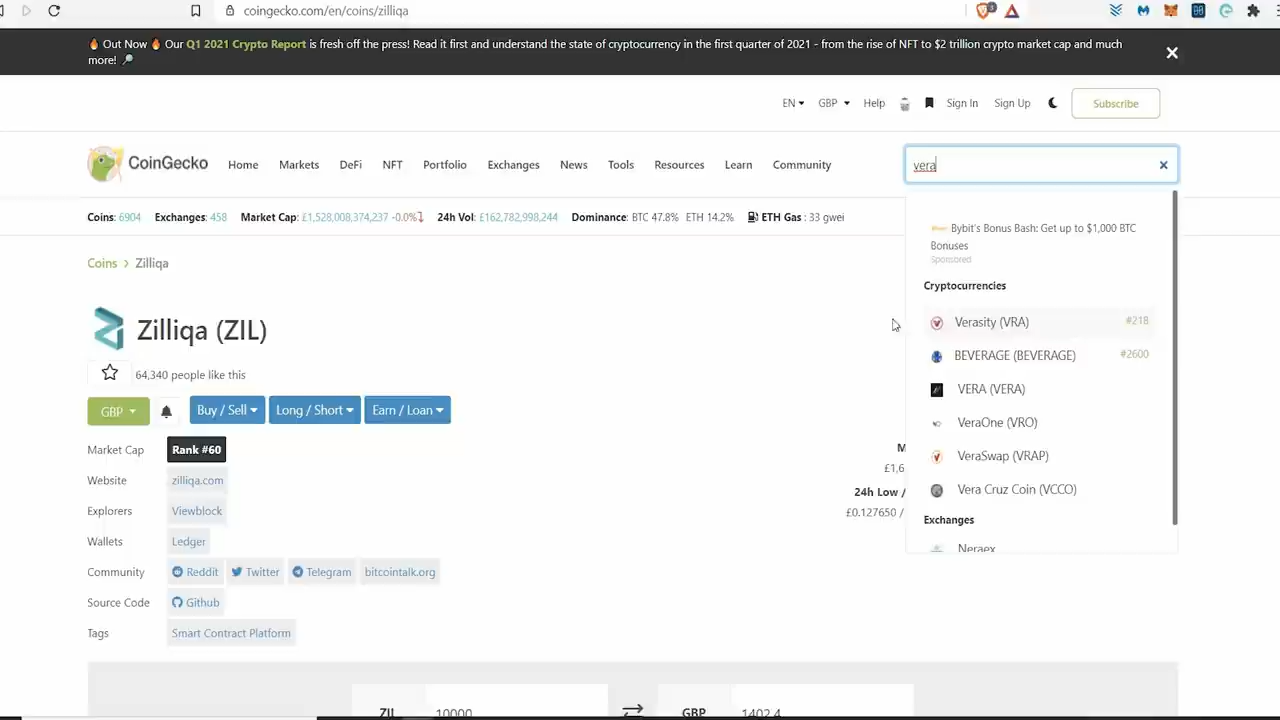 coingecko.com/en/coins/zilliqa
🔥 Out Now 🔥 Our Q1 2021 Crypto Report is fresh off the press! Read it first and understand the state of cryptocurrency in the first quarter of 2021 - from the rise of NFT to $2 trillion crypto market cap and much
more! 🔎
EN GBP Help Sign In Sign Up Subscribe
CoinGecko Home Markets DeFi NFT Portfolio Exchanges News Tools Resources Learn Community vera
Coins: 6904 Exchanges: 458 Market Cap: £1,528,008,374,237 -0.0% 24h Vol: £162,782,998,244 Dominance: BTC 47.8% ETH 14.2% ETH Gas : 33 gwei
Bybit's Bonus Bash: Get up to $1,000 BTC
Bonuses
Sponsored
Cryptocurrencies
Verasity (VRA) #218
BEVERAGE (BEVERAGE) #2600
VERA (VERA)
VeraOne (VRO)
VeraSwap (VRAP)
Vera Cruz Coin (VCCO)
Exchanges
Neraex
Coins > Zilliqa
Zilliqa (ZIL)
64,340 people like this
GBP Buy / Sell Long / Short Earn / Loan
Market Cap Rank #60
Website zilliqa.com
Explorers Viewblock
Wallets Ledger
Community Reddit Twitter Telegram bitcointalk.org
Source Code Github
Tags Smart Contract Platform
M
£1,6
24h Low /
£0.127650 /
ZIL 10000 GBP 1402.4